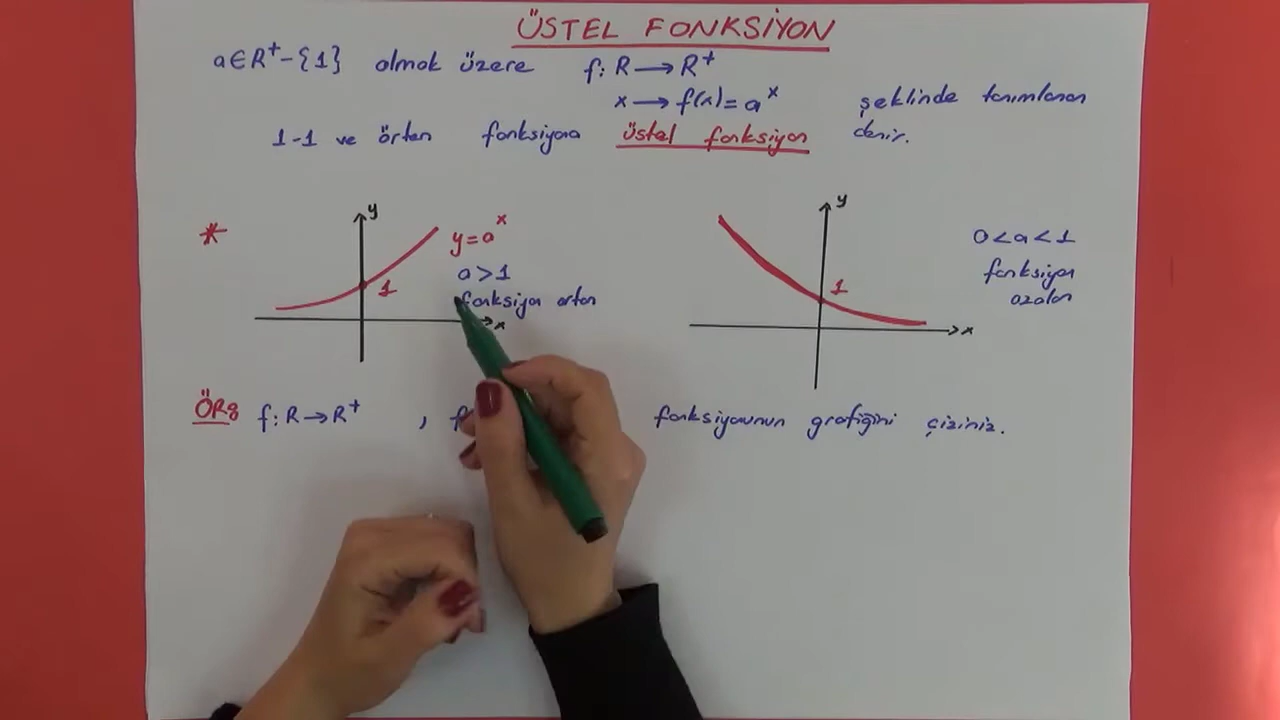 ÜSTEL FONKSİYON
a∈R⁺-{1} olmak üzere f: R → R⁺
x → f(x)=aˣ şeklinde tanımlanan
1-1 ve örten fonksiyona üstel fonksiyon denir.
* y 1 x y=aˣ
a>1
fonksiyon artan
y 1 x 0<a<1
fonksiyon
azalan
ÖR: f: R→R⁺ , f fonksiyonunun grafiğini çiziniz.